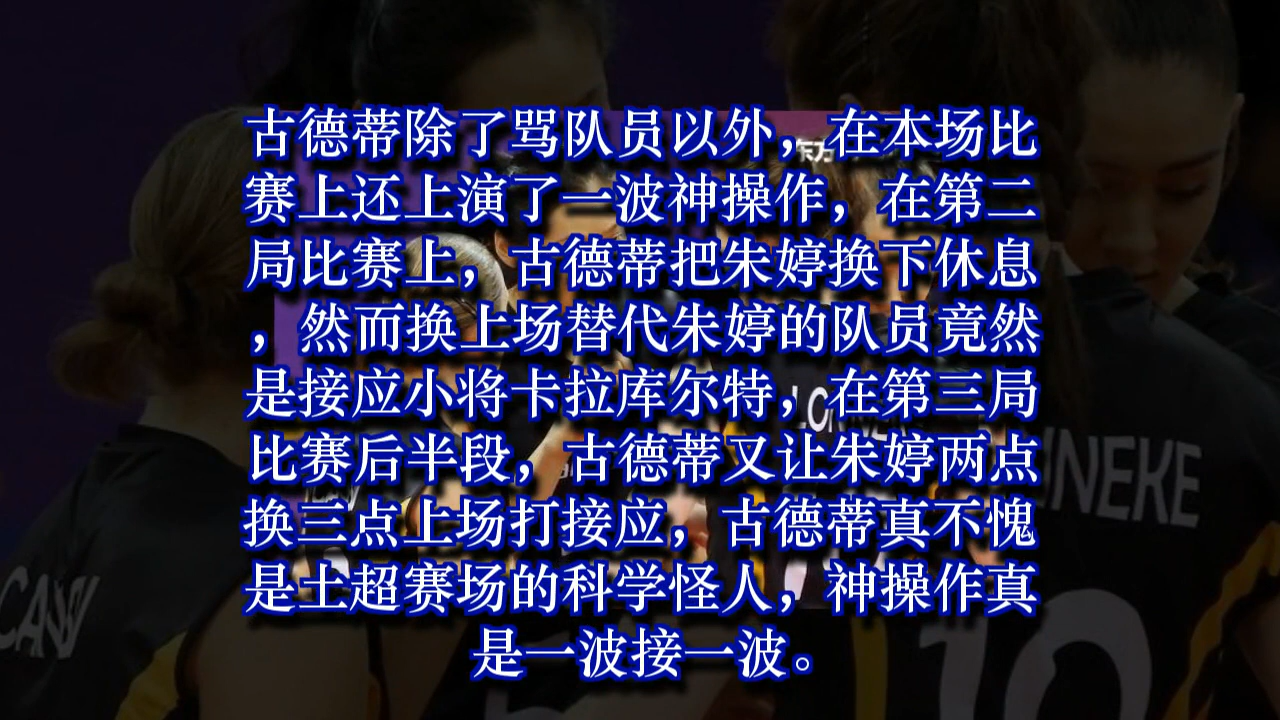 古德蒂除了骂队员以外，在本场比
赛上还上演了一波神操作，在第二
局比赛上，古德蒂把朱婷换下休息
，然而换上场替代朱婷的队员竟然
是接应小将卡拉库尔特，在第三局
比赛后半段，古德蒂又让朱婷两点
换三点上场打接应，古德蒂真不愧
是土超赛场的科学怪人，神操作真
是一波接一波。
东方
NEKE
10
CANSU